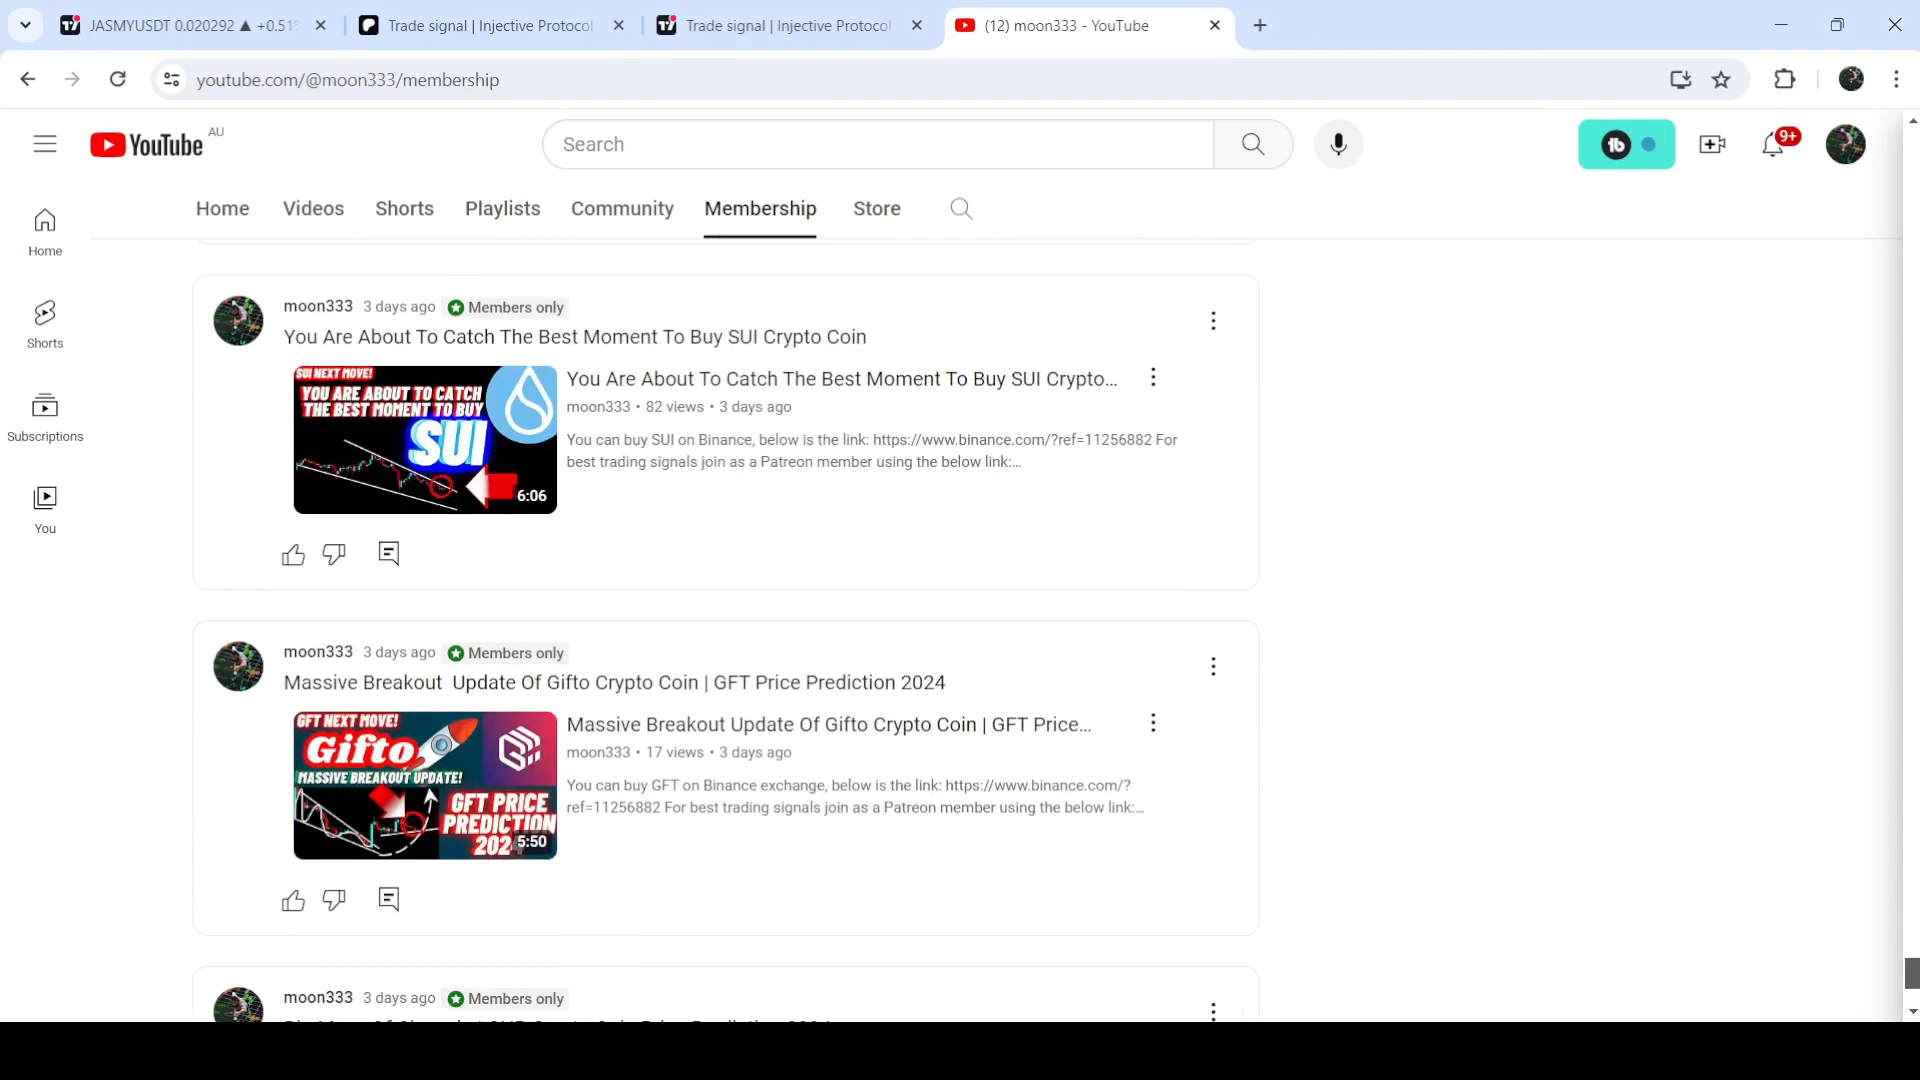 JASMYUSDT 0.020292 ▲ +0.51%
Trade signal | Injective Protocol
Trade signal | Injective Protocol
(12) moon333 - YouTube
youtube.com/@moon333/membership
YouTube AU
Search
9+
Home
Videos
Shorts
Playlists
Community
Membership
Store
Home
Shorts
Subscriptions
You
moon333 3 days ago Members only
You Are About To Catch The Best Moment To Buy SUI Crypto Coin
SUI NEXT MOVE!
YOU ARE ABOUT TO CATCH
THE BEST MOMENT TO BUY
SUI
6:06
You Are About To Catch The Best Moment To Buy SUI Crypto...
moon333 • 82 views • 3 days ago
You can buy SUI on Binance, below is the link: https://www.binance.com/?ref=11256882 For
best trading signals join as a Patreon member using the below link:...
moon333 3 days ago Members only
Massive Breakout Update Of Gifto Crypto Coin | GFT Price Prediction 2024
GFT NEXT MOVE!
Gifto
MASSIVE BREAKOUT UPDATE!
GFT PRICE
PREDICTION
202
5:50
Massive Breakout Update Of Gifto Crypto Coin | GFT Price...
moon333 • 17 views • 3 days ago
You can buy GFT on Binance exchange, below is the link: https://www.binance.com/?
ref=11256882 For best trading signals join as a Patreon member using the below link:...
moon333 3 days ago Members only